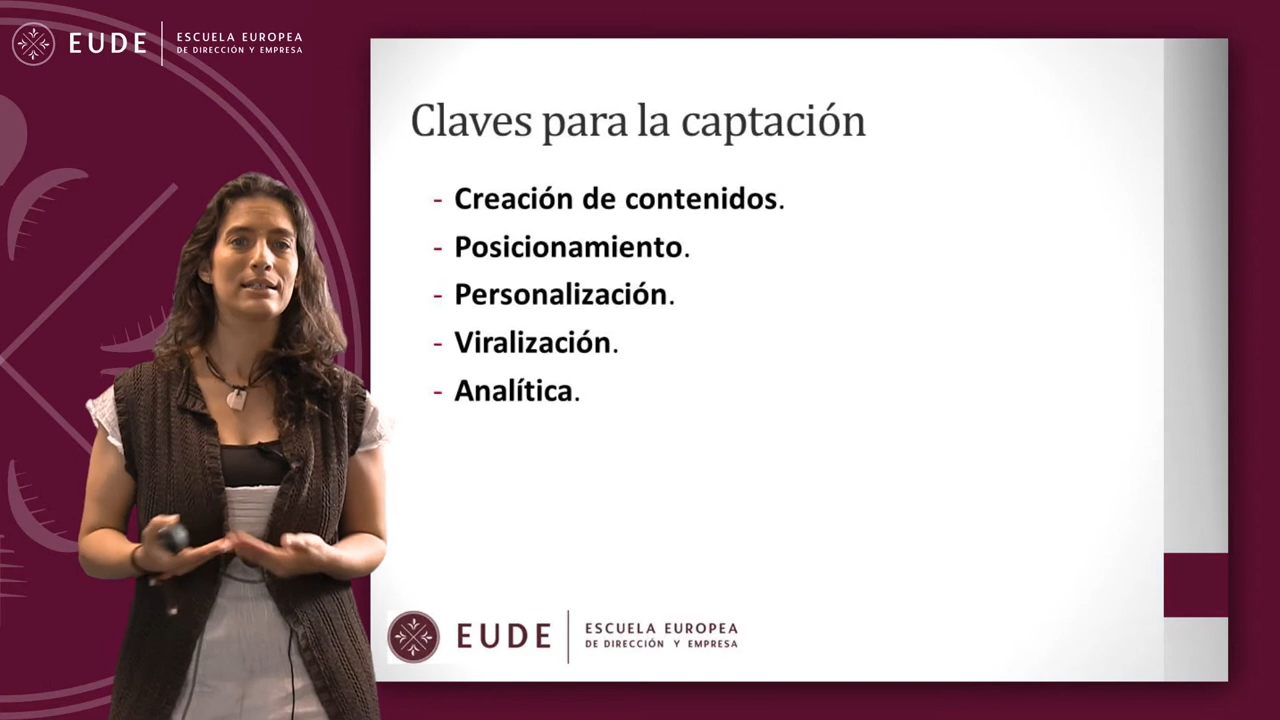 EUDE
ESCUELA EUROPEA
DE DIRECCIÓN Y EMPRESA
Claves para la captación
- Creación de contenidos.
- Posicionamiento.
- Personalización.
- Viralización.
- Analítica.
EUDE
ESCUELA EUROPEA
DE DIRECCIÓN Y EMPRESA